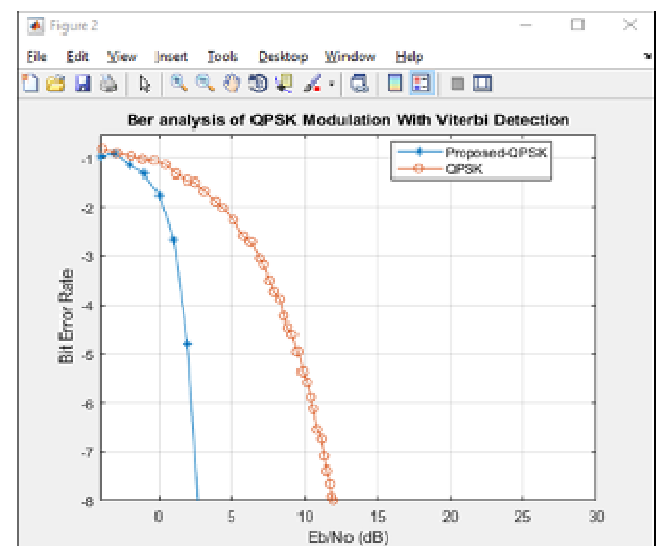 Figure 2
File Edit View Insert Tools Desktop Window Help
Ber analysis of QPSK Modulation With Viterbi Detection
Proposed-QPSK
QPSK
Bit Error Rate
-1
-2
-3
-4
-5
-6
-7
-8
0 5 10 15 20 25 30
Eb/No (dB)